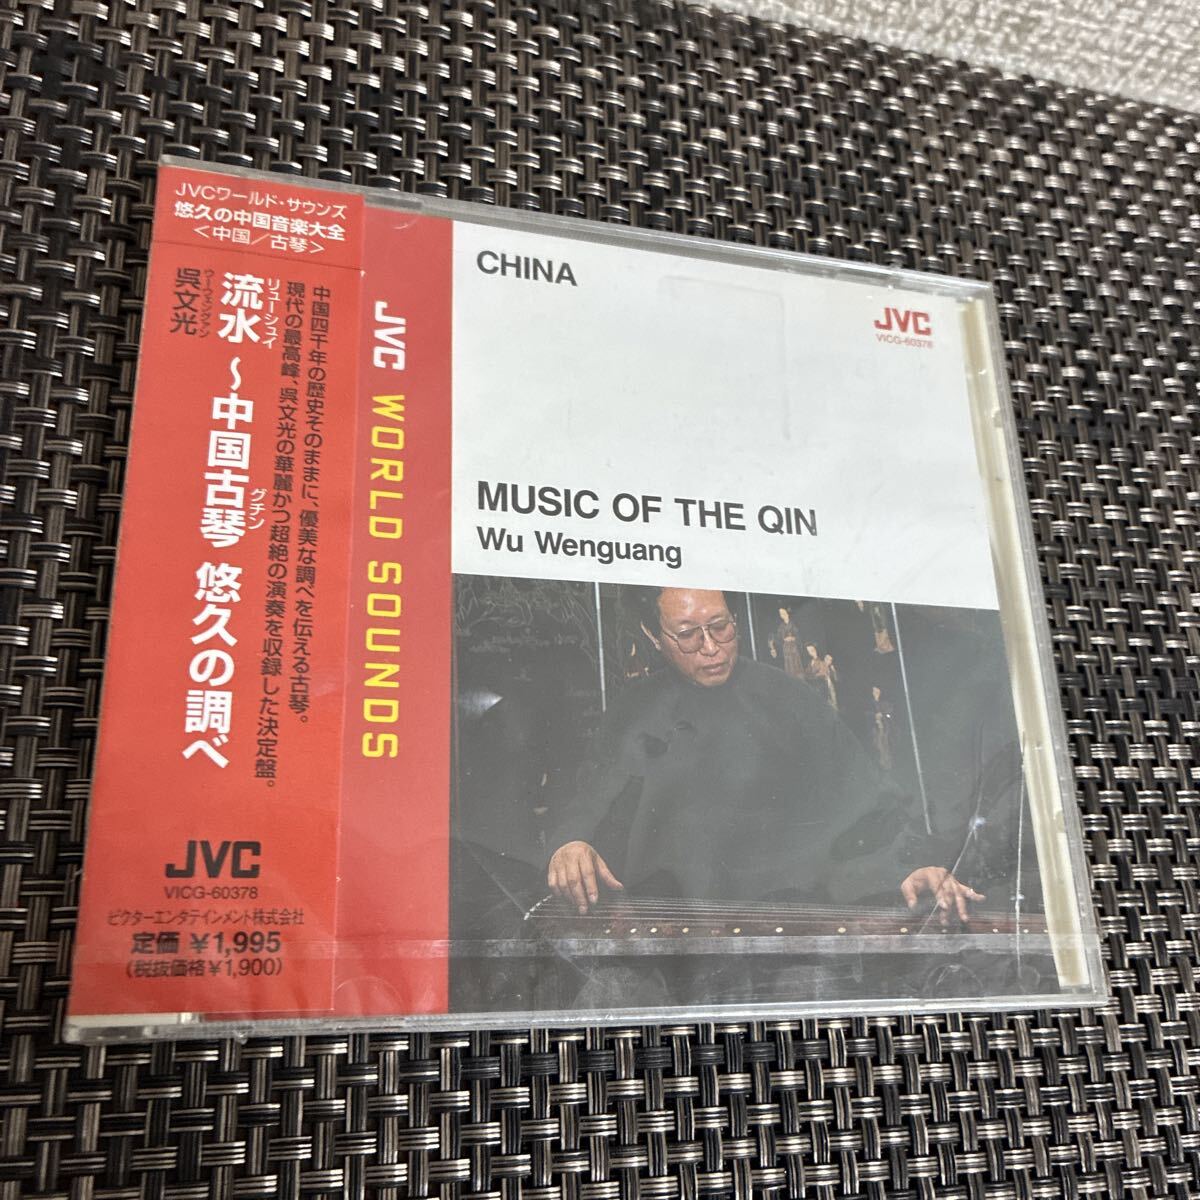 JVCワールド・サウンズ
悠久の中国音楽大全
<中国/古琴>
中国四千年の歴史そのままに、優美な調べを伝える古琴。
現代の最高峰、呉文光の華麗かつ超絶の演奏を収録した決定盤。
リューシュイ
グチン
流水～中国古琴 悠久の調べ
ウーウェングァン
呉文光
JVC
VICG-60378
ビクターエンタテインメント株式会社
定価 ¥1,995
(税抜価格¥1,900)
JVC WORLD SOUNDS
CHINA
JVC
VICG-60378
MUSIC OF THE QIN
Wu Wenguang